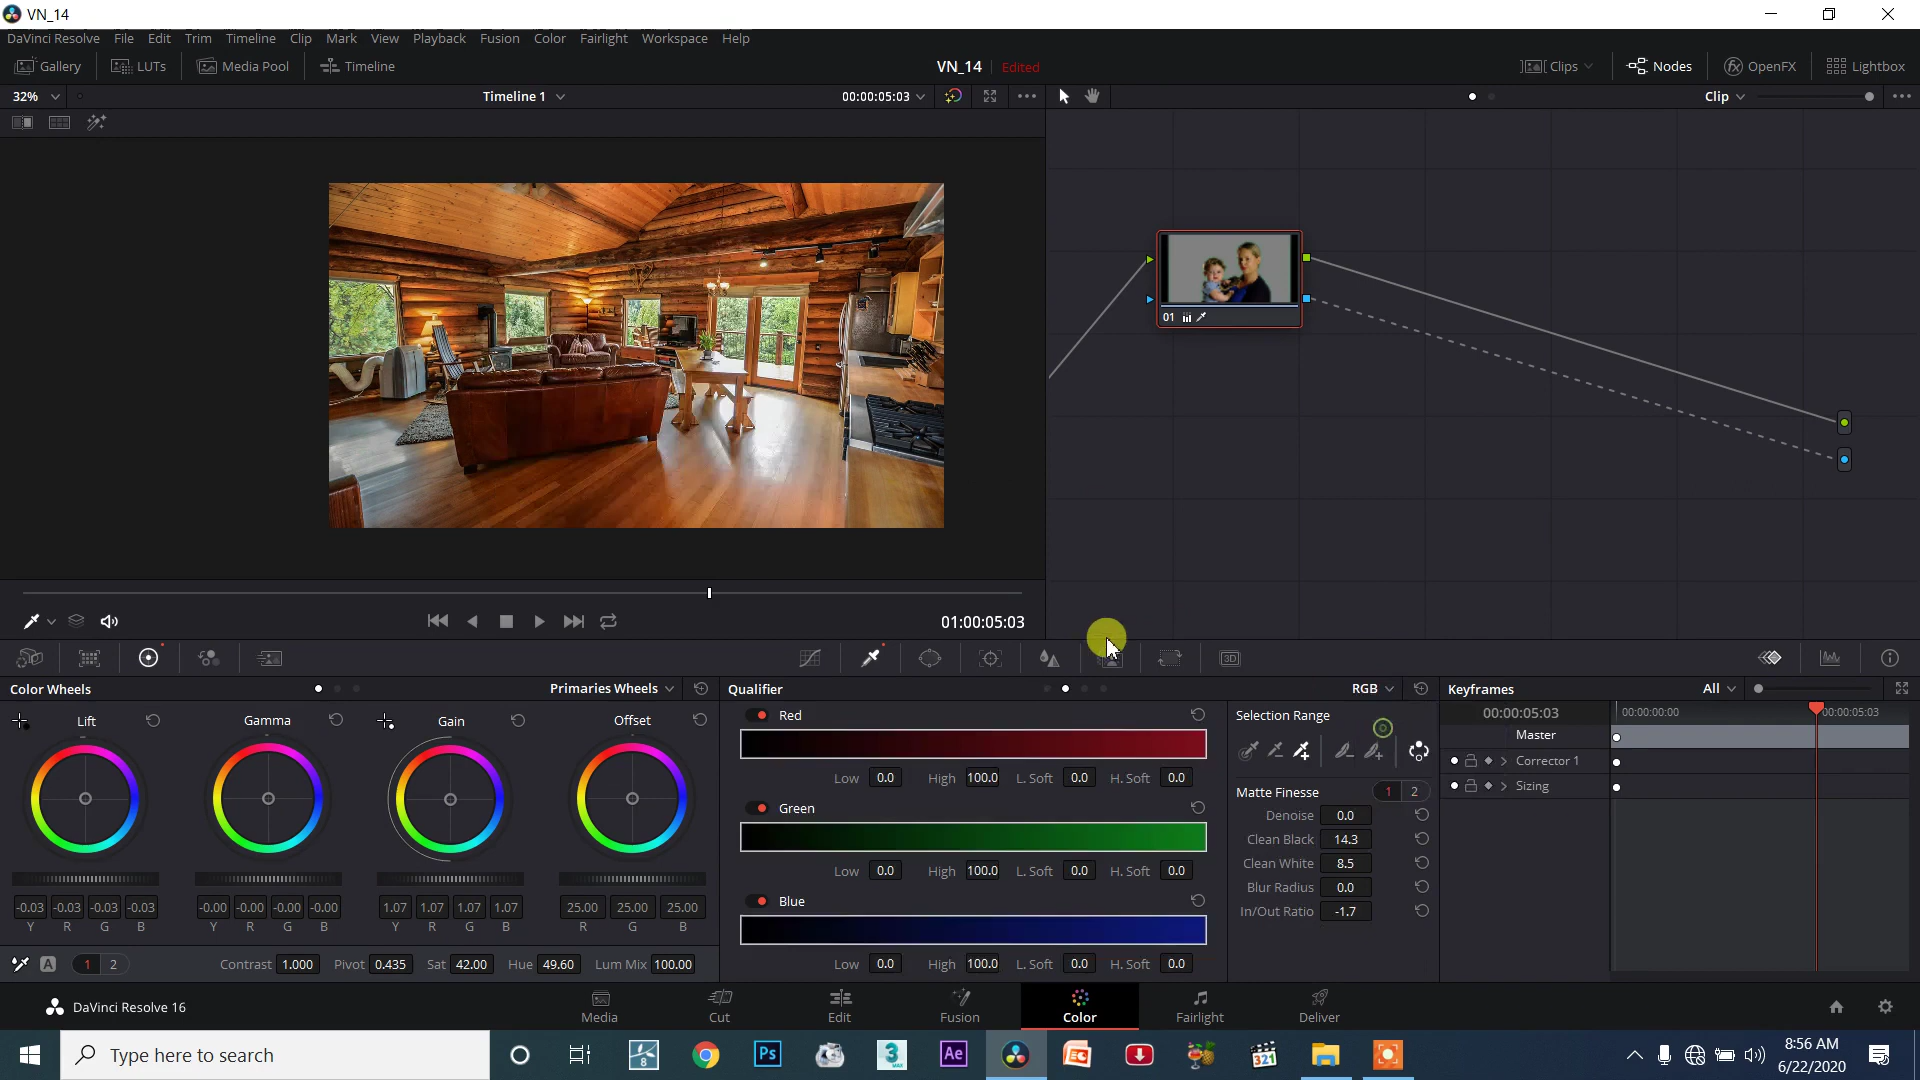 VN_14
DaVinci Resolve File Edit Trim Timeline Clip Mark View Playback Fusion Color Fairlight Workspace Help
Gallery LUTs Media Pool Timeline VN_14 Edited Clips Nodes OpenFX Lightbox
32% Timeline 1 00:00:05:03 Clip
01
01:00:05:03
3D
Color Wheels Primaries Wheels Qualifier RGB Keyframes All
Lift Gamma Gain Offset Red Selection Range 00:00:05:03 00:00:00:00 00:00:05:03
Master
Low 0.0 High 100.0 L. Soft 0.0 H. Soft 0.0 Corrector 1
Matte Finesse 1 2 Sizing
Green Denoise 0.0
Clean Black 14.3
Clean White 8.5
Low 0.0 High 100.0 L. Soft 0.0 H. Soft 0.0
Blur Radius 0.0
Blue In/Out Ratio -1.7
-0.03 -0.03 -0.03 -0.03 -0.00 -0.00 -0.00 -0.00 1.07 1.07 1.07 1.07 25.00 25.00 25.00
Y R G B Y R G B Y R G B R G B
A 1 2 Contrast 1.000 Pivot 0.435 Sat 42.00 Hue 49.60 Lum Mix 100.00 Low 0.0 High 100.0 L. Soft 0.0 H. Soft 0.0
DaVinci Resolve 16 Media Cut Edit Fusion Color Fairlight Deliver
Type here to search 8 Ps 3 MAX Ae 321 8:56 AM
6/22/2020